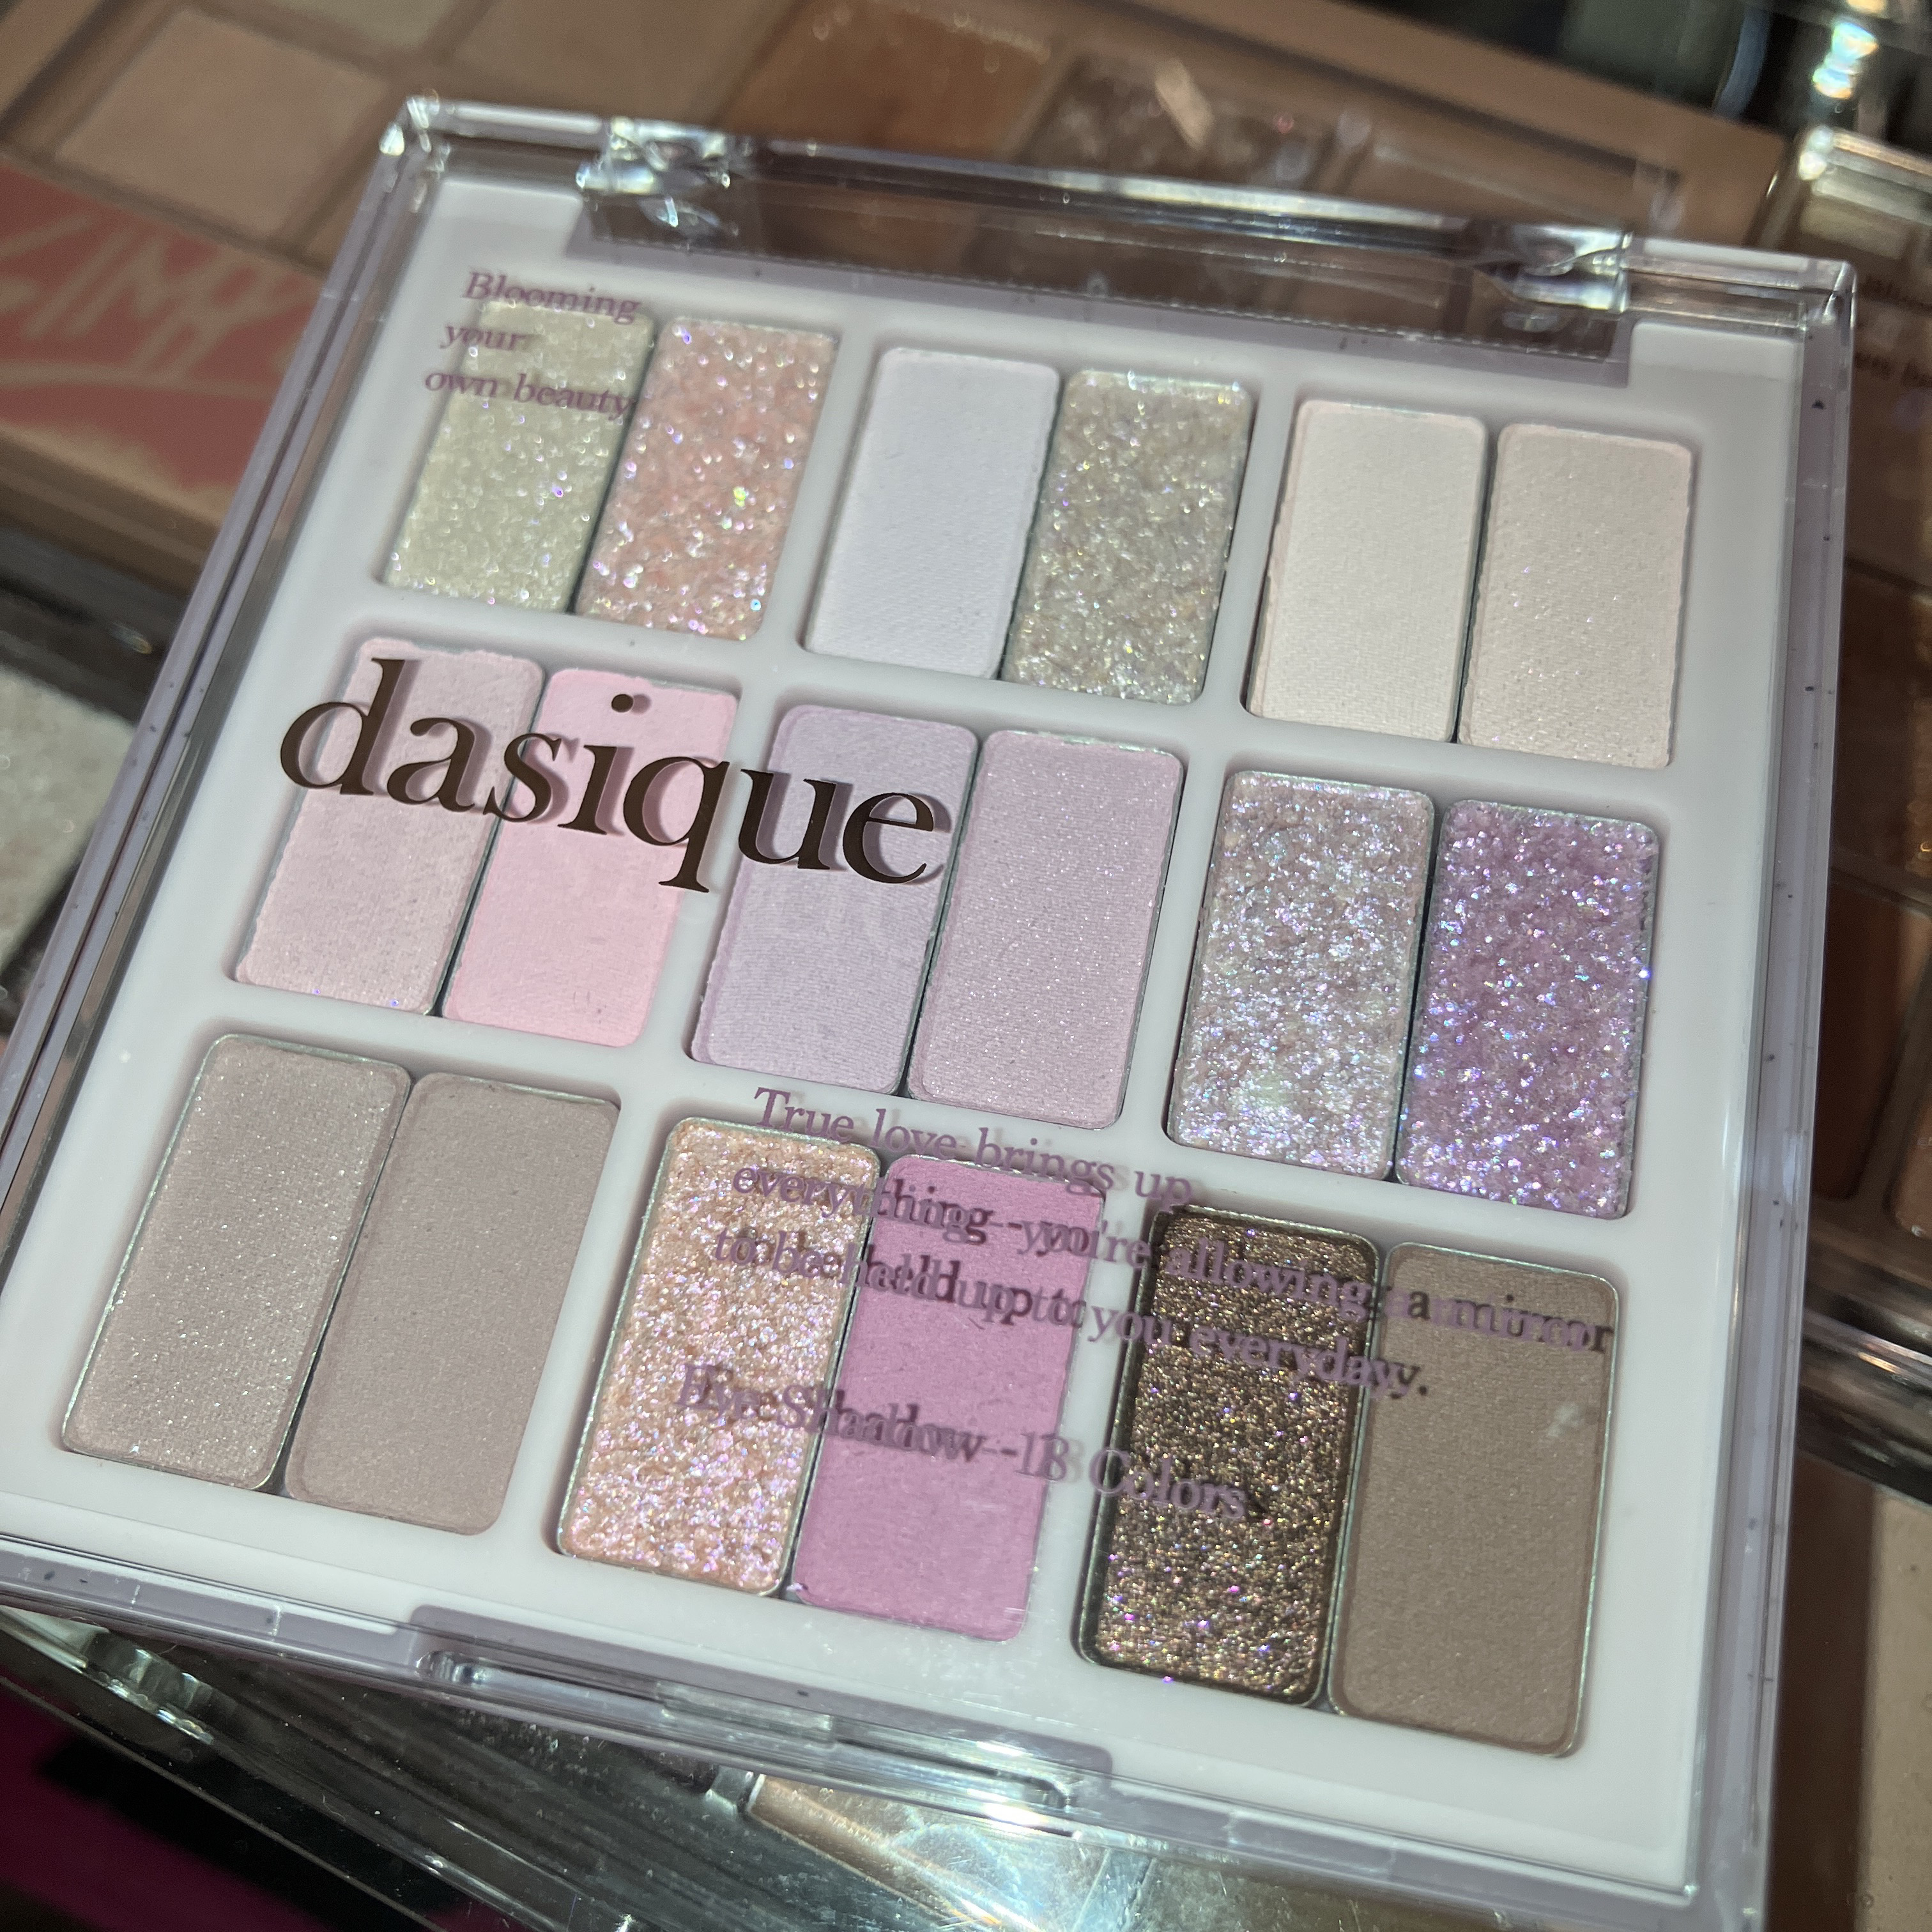 Blooming
your
own beauty
dasique
True love brings up
everything - you're allowing a mirror
to be held up to you everyday.
Eye Shadow - 18 Colors